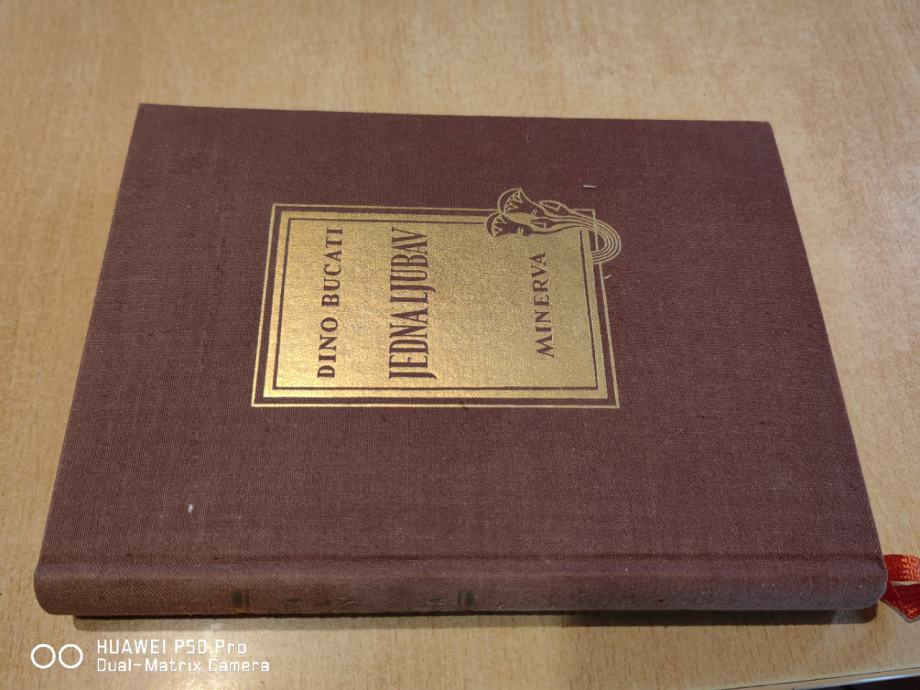 DINO BUCATI
JEDNA LJUBAV
MINERVA
HUAWEI P50 Pro
Dual-Matrix Camera